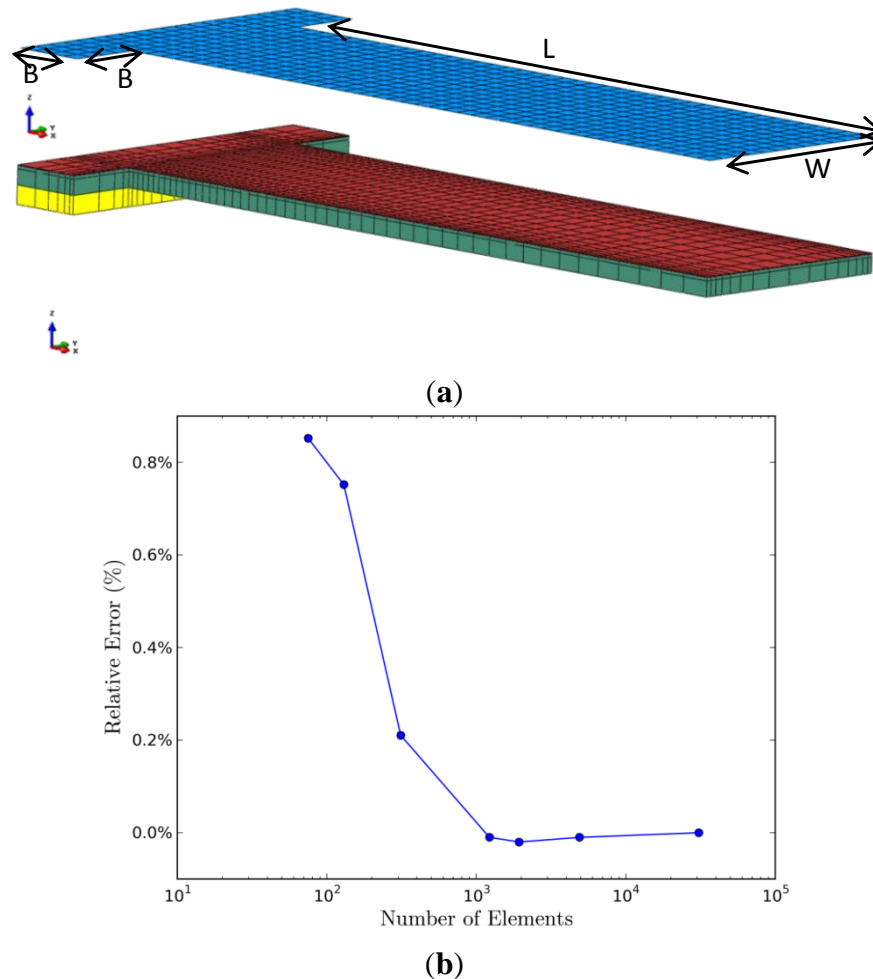 L
B
B
W
z
Y
X
z
Y
X
(a)
0.8%
0.6%
0.4%
0.2%
0.0%
Relative Error (%)
10^1 10^2 10^3 10^4 10^5
Number of Elements
(b)